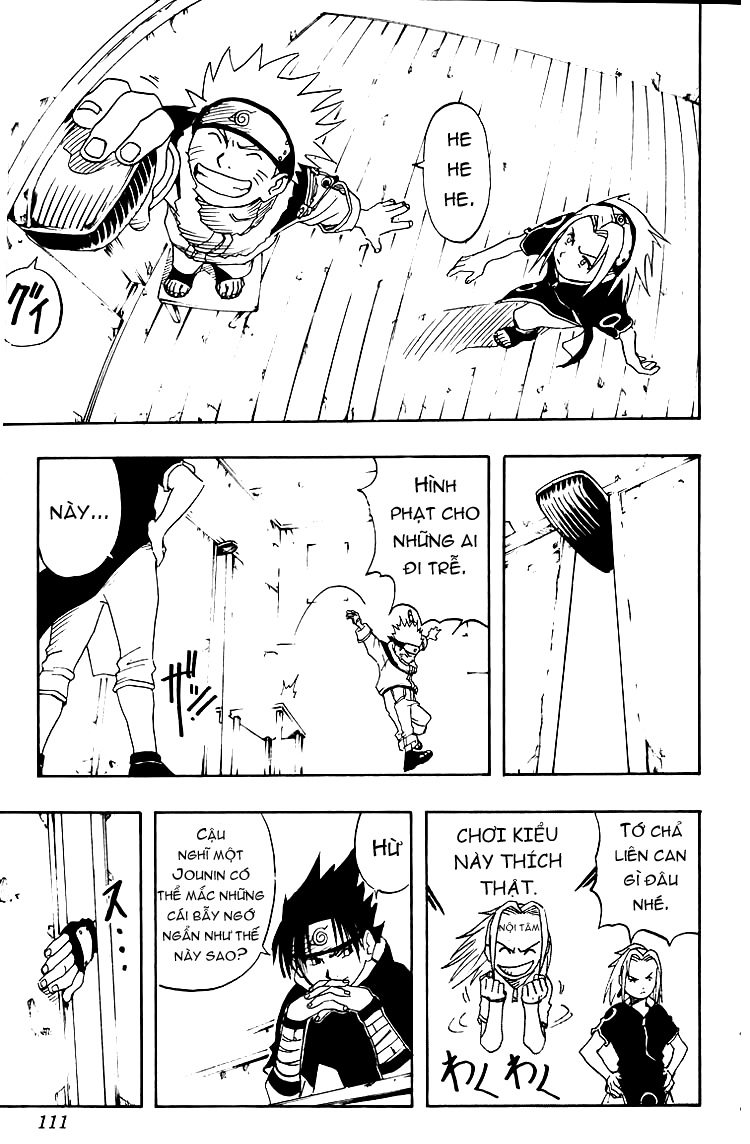 HE
HE
HE.
グイ
HÌNH
PHẠT CHO
NHỮNG AI
ĐI TRỄ.
NÀY...
ザッ!!
TỚ CHẢ
LIÊN CAN
GÌ ĐÂU
NHÉ.
CHƠI KIỂU
NÀY THÍCH
THẬT.
NỘI TÂM
わくわく
HỪ
CẬU
NGHĨ MỘT
JOUNIN CÓ
THỂ MẮC NHỮNG
CÁI BẪY NGỚ
NGẨN NHƯ THẾ
NÀY SAO?
ス...
111